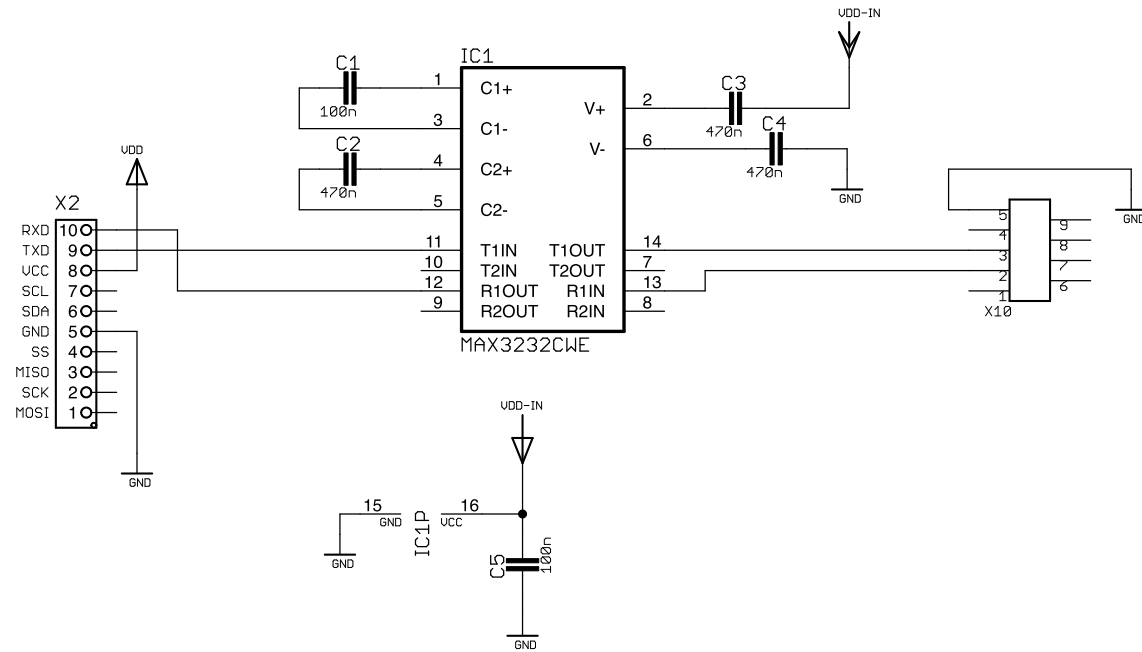 VDD-IN
IC1
C1
100n
1 C1+
3 C1-
C2
470n
4 C2+
5 C2-
V+ 2
C3
470n
V- 6
C4
470n
GND
VDD
X2
RXD 10
TXD 9
VCC 8
SCL 7
SDA 6
GND 5
SS 4
MISO 3
SCK 2
MOSI 1
GND
11 T1IN T1OUT 14
10 T2IN T2OUT 7
12 R1OUT R1IN 13
9 R2OUT R2IN 8
MAX3232CWE
GND
5
9
4
8
3
7
2
6
1
X10
VDD-IN
15 GND
IC1P
16 VCC
GND
C5
100n
GND